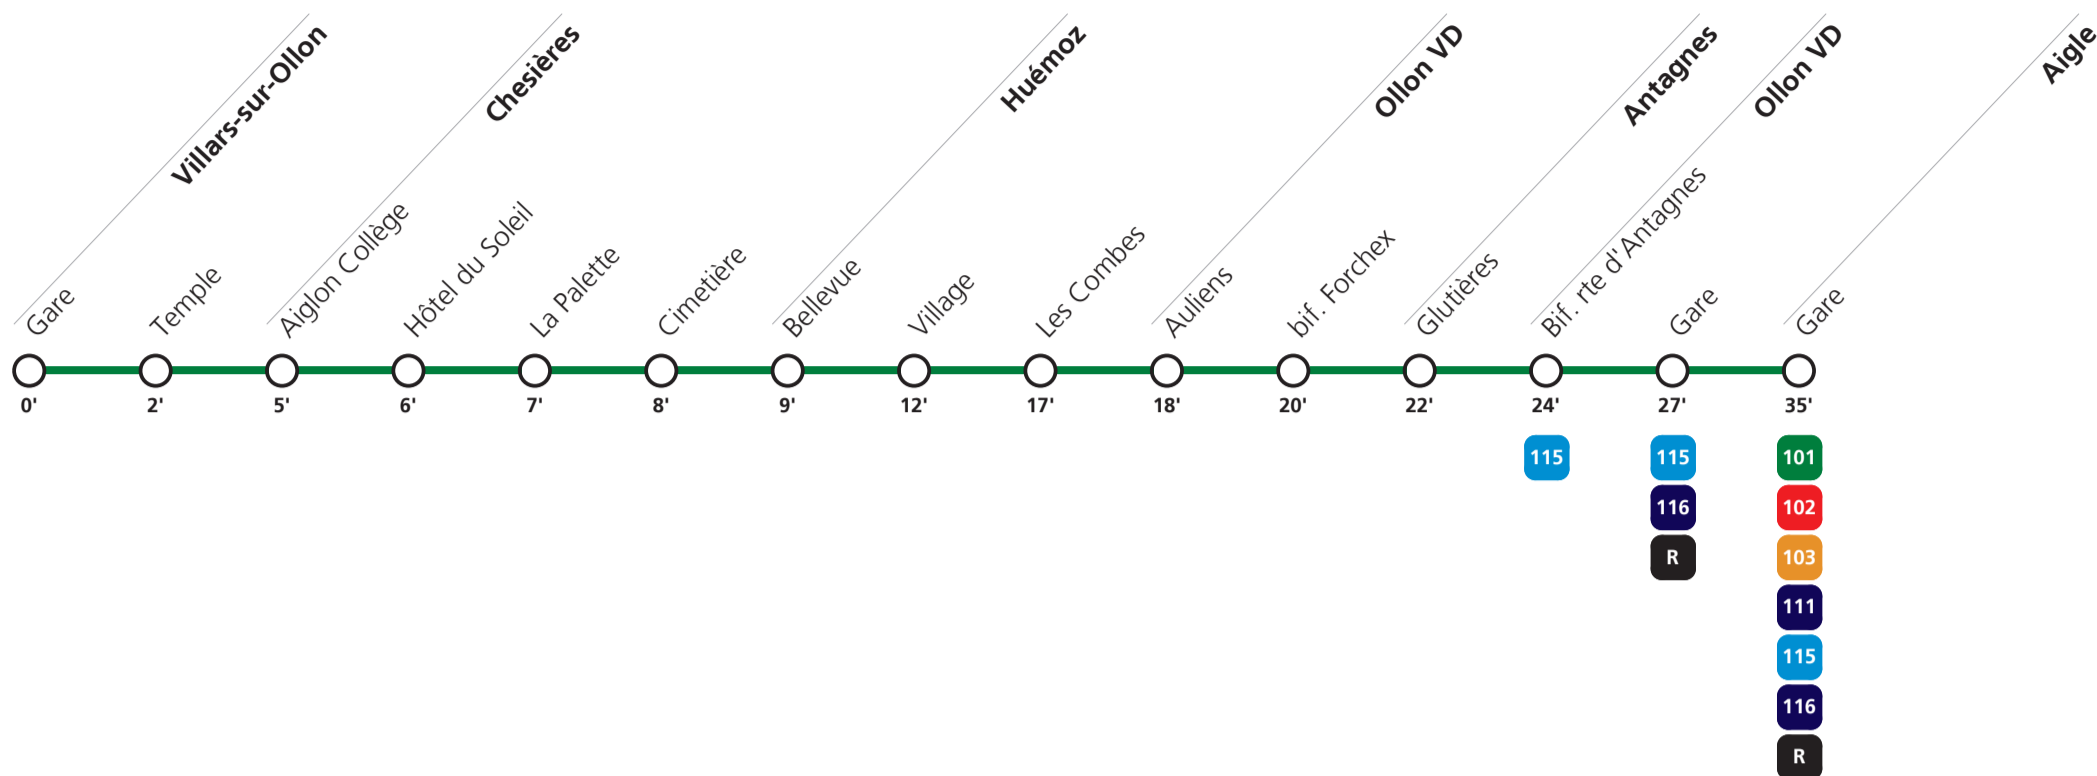 Villars-sur-Ollon
Chesières
Huémoz
Ollon VD
Antagnes
Ollon VD
Aigle
Gare
Temple
Aiglon Collège
Hôtel du Soleil
La Palette
Cimetière
Bellevue
Village
Les Combes
Auliens
bif. Forchex
Glutières
Bif. rte d'Antagnes
Gare
Gare
0' 2' 5' 6' 7' 8' 9' 12' 17' 18' 20' 22' 24' 27' 35'
115 115 101
116 102
R 103
111
115
116
R